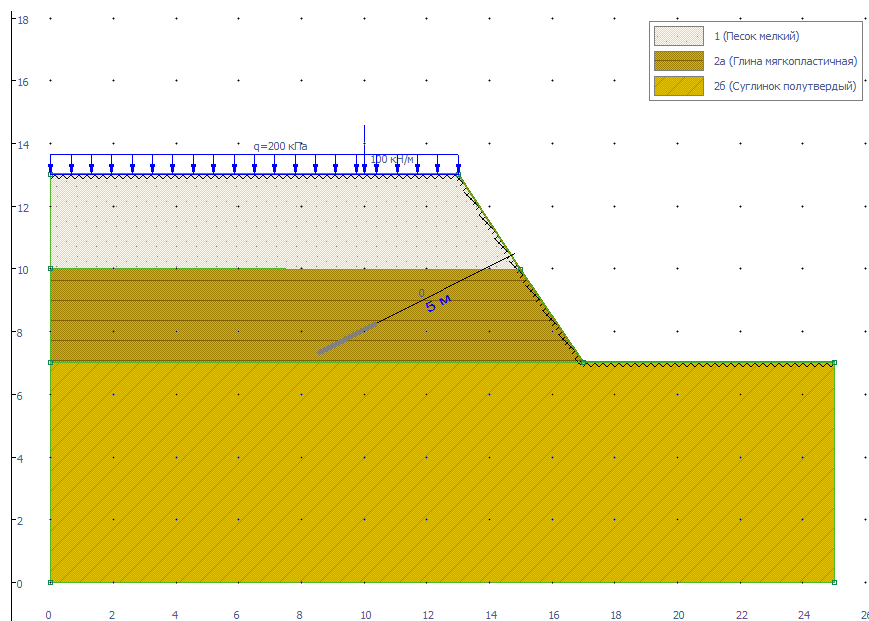 18
1 (Песок мелкий)
2а (Глина мягкопластичная)
2б (Суглинок полутвердый)
16
14
q=200 кПа
100 кН/м
12
10
0
5 м
8
6
4
2
0
0 2 4 6 8 10 12 14 16 18 20 22 24 26